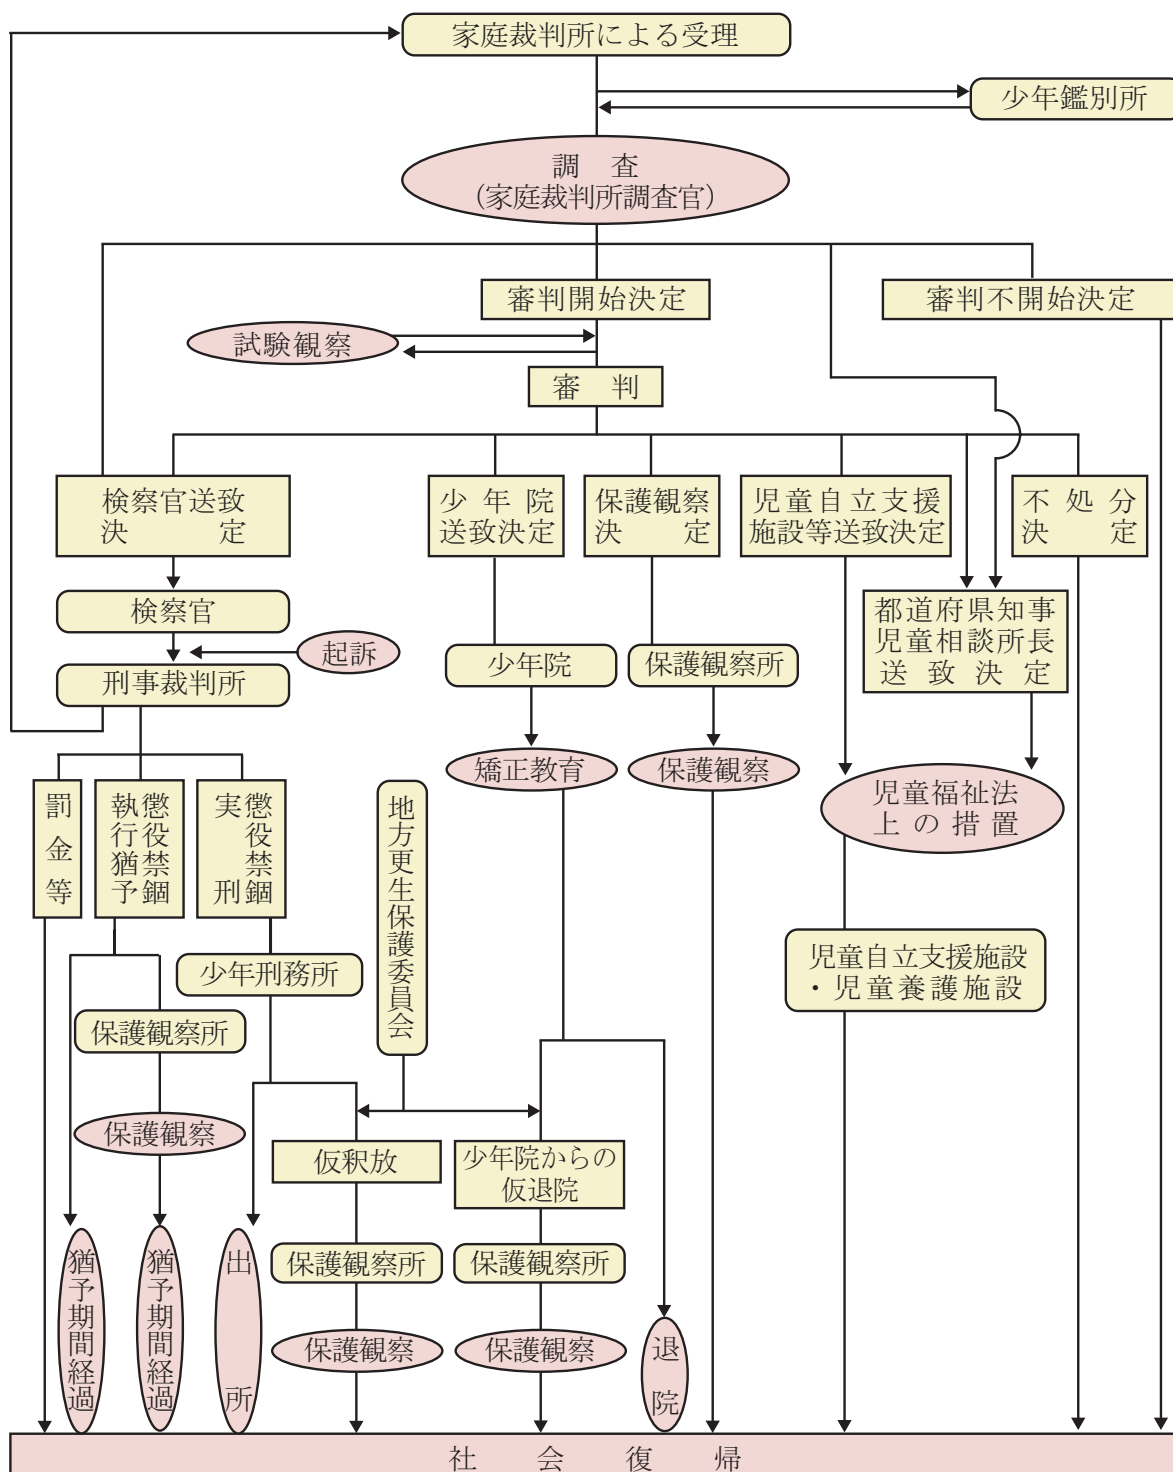 家庭裁判所による受理
少年鑑別所
調査
(家庭裁判所調査官)
審判開始決定
審判不開始決定
試験観察
審判
検察官送致
決定
少年院
送致決定
保護観察
決定
児童自立支援
施設等送致決定
不処分
決定
検察官
都道府県知事
児童相談所長
送致決定
起訴
刑事裁判所
少年院
保護観察所
矯正教育
保護観察
児童福祉法
上の措置
罰金等
懲役禁錮
執行猶予
懲役禁錮
実刑
地方更生保護委員会
児童自立支援施設
・児童養護施設
少年刑務所
保護観察所
保護観察
仮釈放
少年院からの
仮退院
保護観察所
保護観察所
猶予期間経過
猶予期間経過
出所
保護観察
保護観察
退院
社会復帰